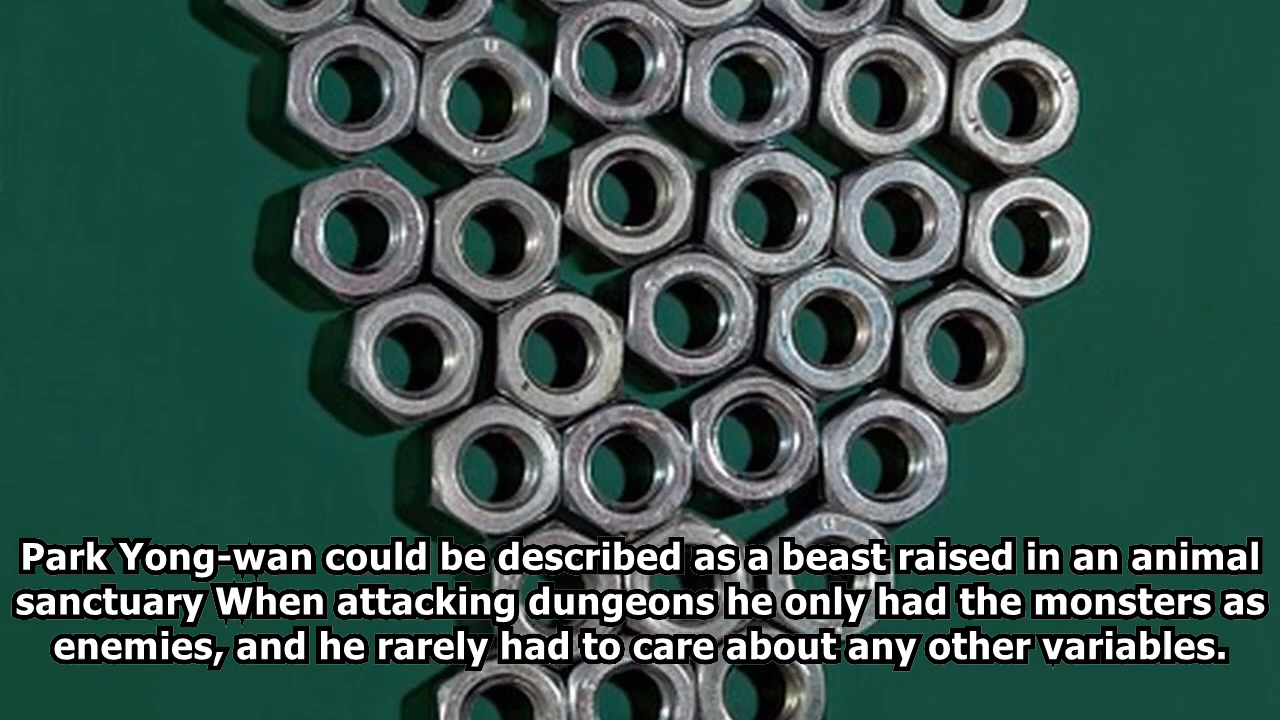 Park Yong-wan could be described as a beast raised in an animal
sanctuary When attacking dungeons he only had the monsters as
enemies, and he rarely had to care about any other variables.